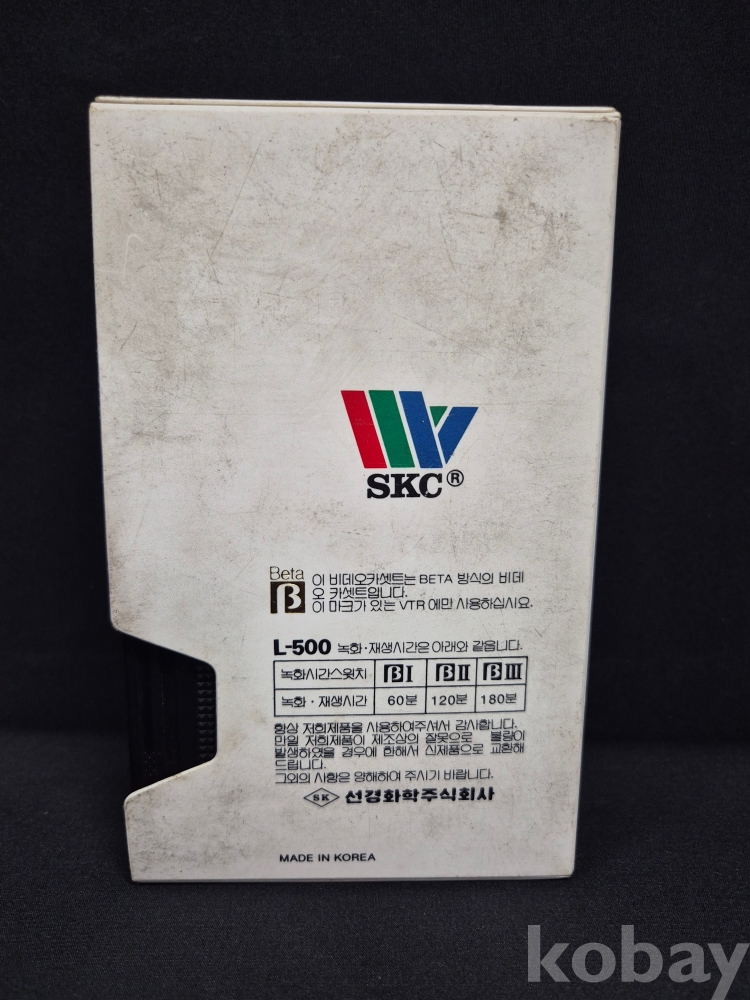 SKC®
Beta
β
이 비데오카셋트는 BETA 방식의 비데
오 카셋트입니다.
이 마크가 있는 VTR 에만 사용하십시요.
L-500 녹화·재생시간은 아래와 같읍니다.
녹화시간스윗치 βI βII βIII
녹화·재생시간 60분 120분 180분
항상 저희제품을 사용하여주셔서 감사합니다.
만일 저희제품이 제조상의 잘못으로 불량이
발생하였을 경우에 한해서 신제품으로 교환해
드립니다.
그외의 사항은 양해하여 주시기 바랍니다.
SK 선경화학주식회사
MADE IN KOREA
kobay